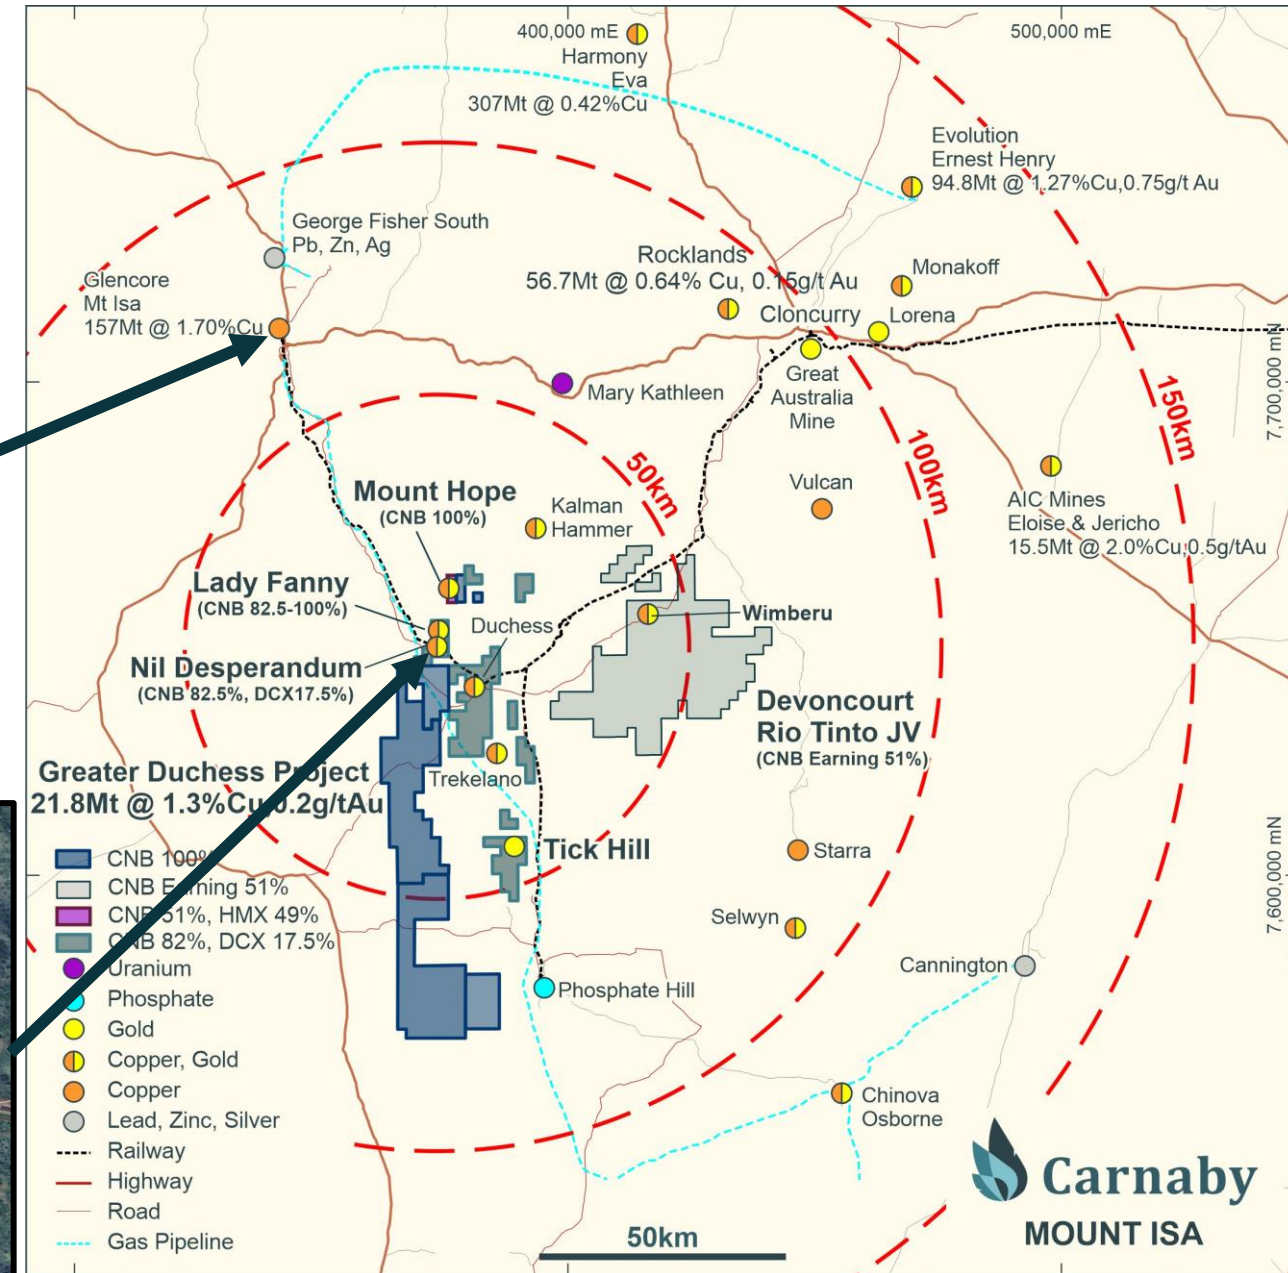 400,000 mE
500,000 mE
Harmony
Eva
307Mt @ 0.42%Cu
Evolution
Ernest Henry
94.8Mt @ 1.27%Cu,0.75g/t Au
George Fisher South
Pb, Zn, Ag
Glencore
Mt Isa
157Mt @ 1.70%Cu
Rocklands
56.7Mt @ 0.64% Cu, 0.15g/t Au
Monakoff
Cloncurry
Lorena
Great
Australia
Mine
Mary Kathleen
7,700,000 mN
50km
100km
150km
Mount Hope
(CNB 100%)
Kalman
Hammer
Vulcan
AIC Mines
Eloise & Jericho
15.5Mt @ 2.0%Cu,0.5g/tAu
Lady Fanny
(CNB 82.5-100%)
Duchess
Wimberu
Nil Desperandum
(CNB 82.5%, DCX17.5%)
Devoncourt
Rio Tinto JV
(CNB Earning 51%)
Trekelano
Greater Duchess Project
21.8Mt @ 1.3%Cu,0.2g/tAu
Tick Hill
Starra
7,600,000 mN
Selwyn
Cannington
Phosphate Hill
Chinova
Osborne
CNB 100%
CNB Earning 51%
CNB 51%, HMX 49%
CNB 82%, DCX 17.5%
Uranium
Phosphate
Gold
Copper, Gold
Copper
Lead, Zinc, Silver
Railway
Highway
Road
Gas Pipeline
50km
Carnaby
MOUNT ISA